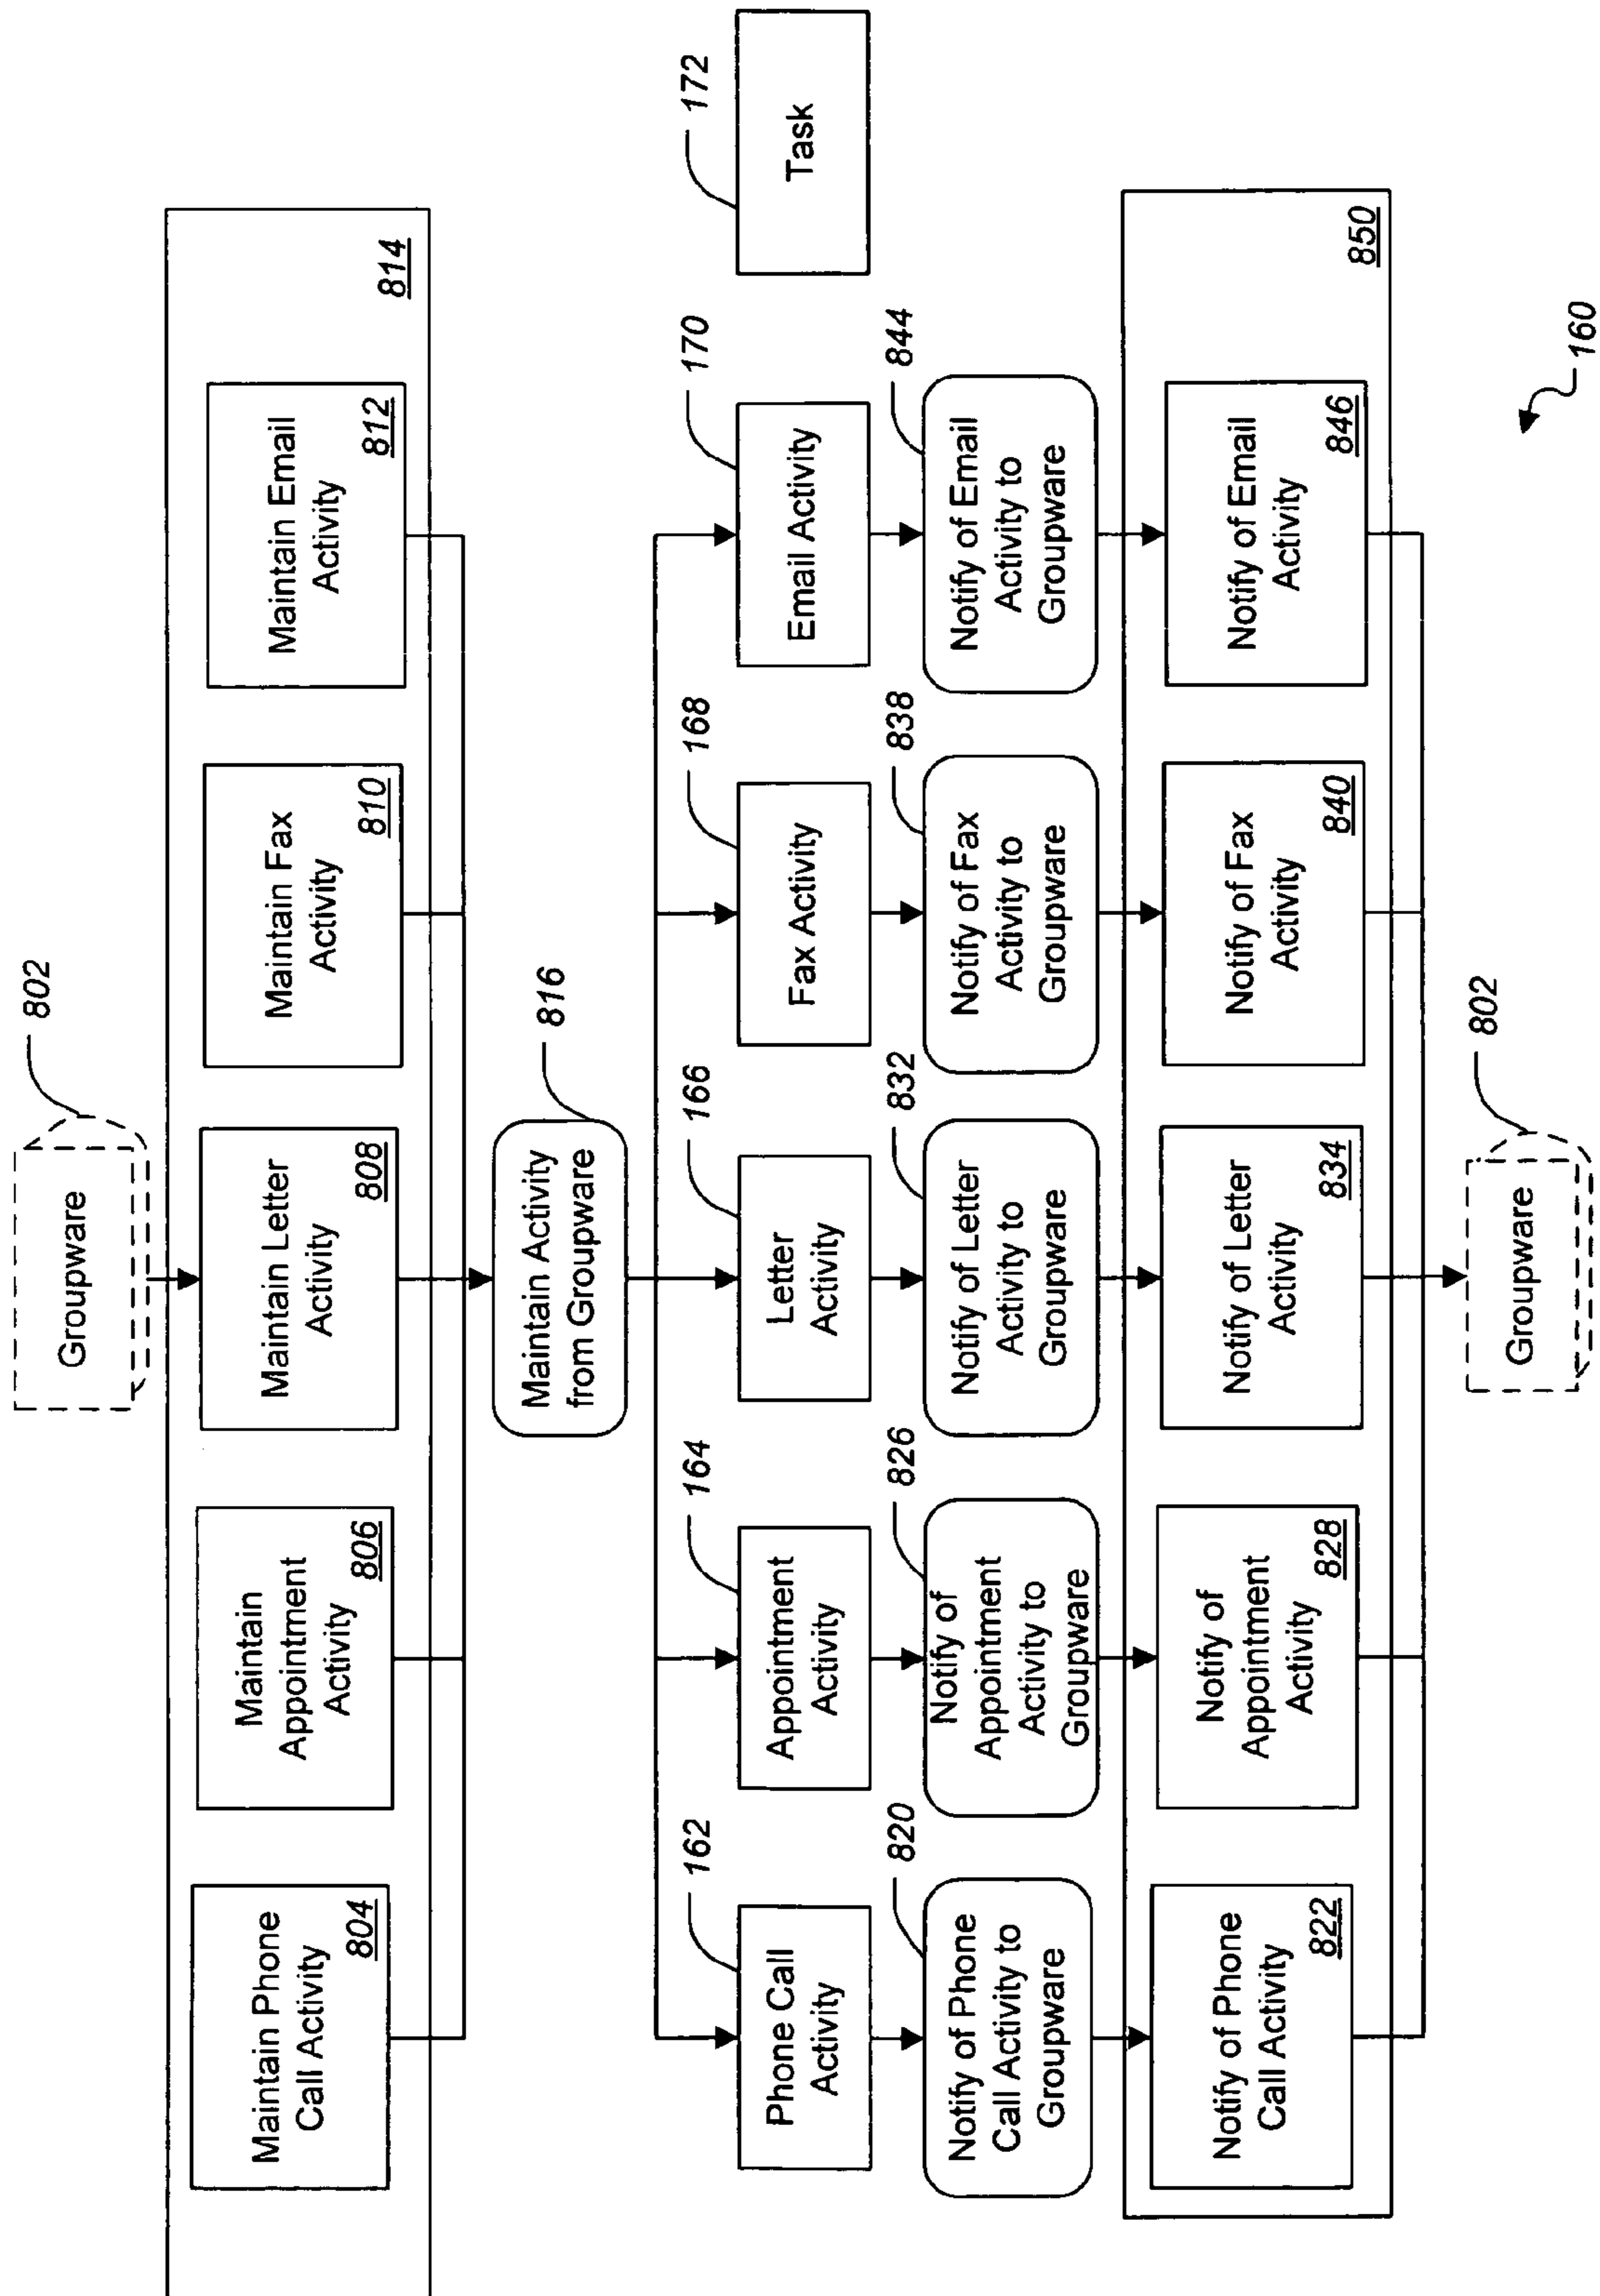 802
Groupware
814
Maintain Phone
Call Activity
804
Maintain
Appointment
Activity
806
Maintain Letter
Activity
808
Maintain Fax
Activity
810
Maintain Email
Activity
812
816
Maintain Activity
from Groupware
162
Phone Call
Activity
164
Appointment
Activity
166
Letter
Activity
168
Fax Activity
170
Email Activity
172
Task
820
Notify of Phone
Call Activity to
Groupware
826
Notify of
Appointment
Activity to
Groupware
832
Notify of Letter
Activity to
Groupware
838
Notify of Fax
Activity to
Groupware
844
Notify of Email
Activity to
Groupware
Notify of Phone
Call Activity
822
Notify of
Appointment
Activity
828
Notify of Letter
Activity
834
Notify of Fax
Activity
840
Notify of Email
Activity
846
850
802
Groupware
160